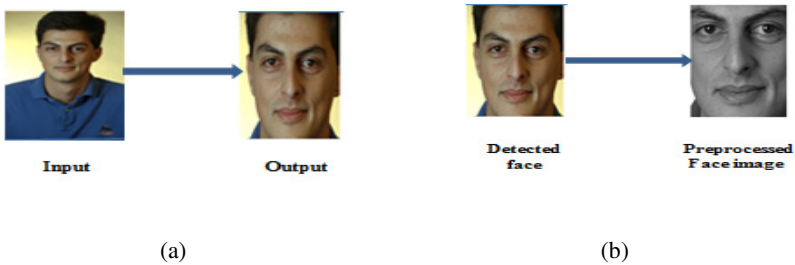 Input
Output
Detected
face
Preprocessed
Face image
(a)
(b)